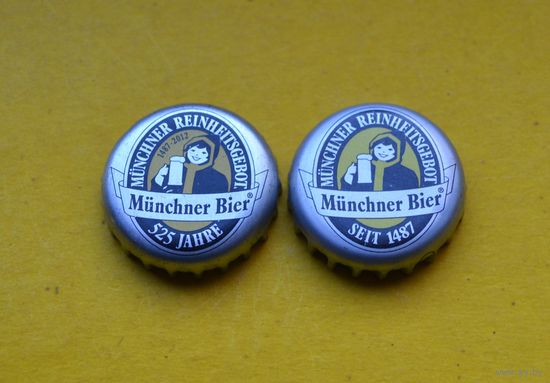 MÜNCHNER REINHEITSGEBOT
1487-2012
Münchner Bier®
525 JAHRE
MÜNCHNER REINHEITSGEBOT
Münchner Bier®
SEIT 1487